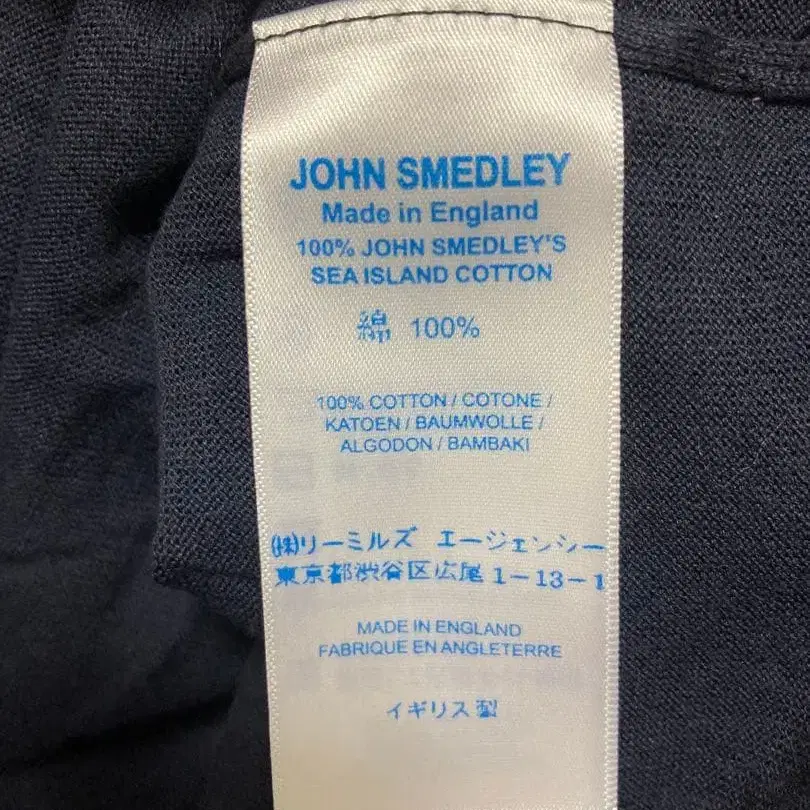 JOHN SMEDLEY
Made in England
100% JOHN SMEDLEY'S
SEA ISLAND COTTON
綿 100%
100% COTTON / COTONE /
KATOEN / BAUMWOLLE /
ALGODON / BAMBAKI
㈱リーミルズ エージェンシー
東京都渋谷区広尾 1-13-1
MADE IN ENGLAND
FABRIQUE EN ANGLETERRE
イギリス製